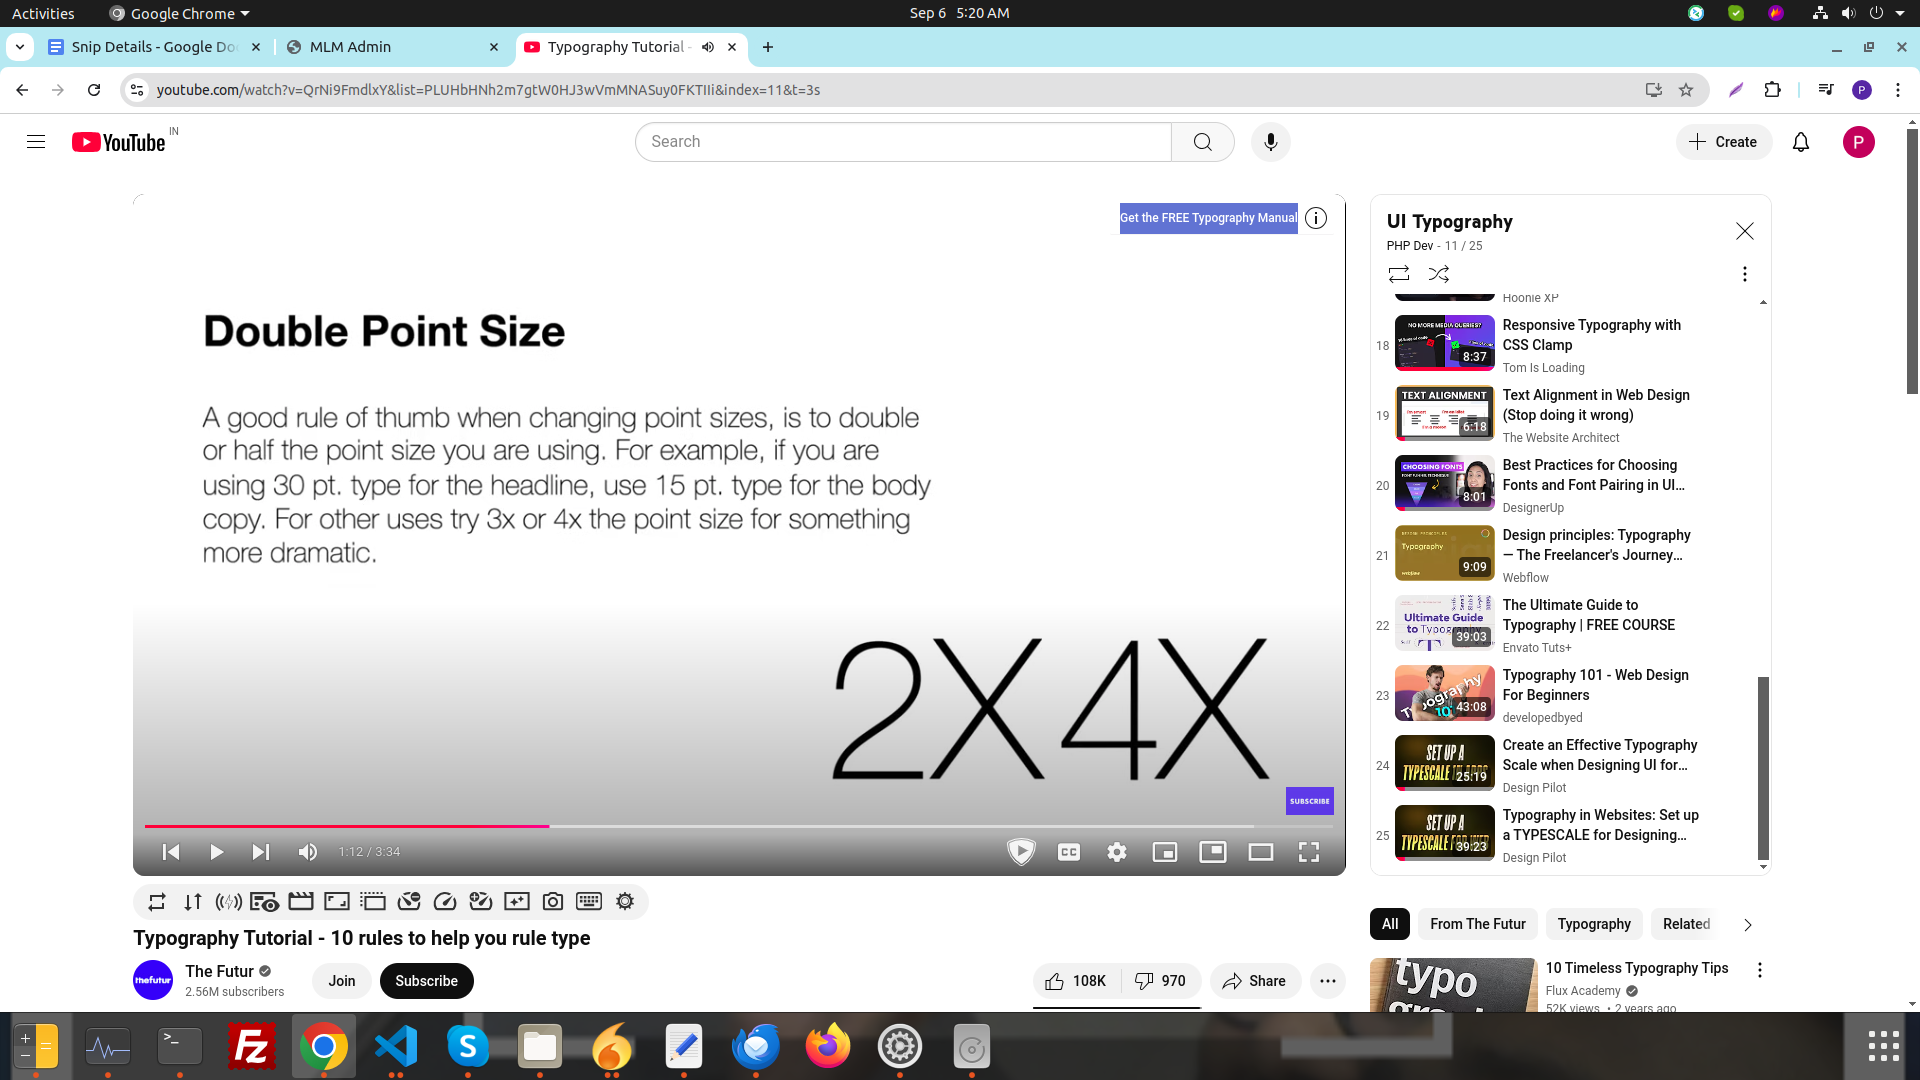 Activities
Google Chrome
Sep 6 5:20 AM
Snip Details - Google Do
MLM Admin
Typography Tutorial -
youtube.com/watch?v=QrNi9FmdlxY&list=PLUHbHNh2m7gtW0HJ3wVmMNASuy0FKTIIi&index=11&t=3s
P
YouTube
IN
Search
Create
P
Get the FREE Typography Manual
Double Point Size
A good rule of thumb when changing point sizes, is to double
or half the point size you are using. For example, if you are
using 30 pt. type for the headline, use 15 pt. type for the body
copy. For other uses try 3x or 4x the point size for something
more dramatic.
2X4X
SUBSCRIBE
1:12 / 3:34
CC
Typography Tutorial - 10 rules to help you rule type
thefutur
The Futur
2.56M subscribers
Join
Subscribe
108K
970
Share
UI Typography
PHP Dev - 11 / 25
Hoonie XP
18
NO MORE MEDIA QUERIES?
8:37
Responsive Typography with
CSS Clamp
Tom Is Loading
19
TEXT ALIGNMENT
6:18
Text Alignment in Web Design
(Stop doing it wrong)
The Website Architect
20
CHOOSING FONTS
8:01
Best Practices for Choosing
Fonts and Font Pairing in UI...
DesignerUp
21
Typography
webflow
9:09
Design principles: Typography
— The Freelancer's Journey...
Webflow
22
Ultimate Guide
to Typography
39:03
The Ultimate Guide to
Typography | FREE COURSE
Envato Tuts+
23
Typography
101
43:08
Typography 101 - Web Design
For Beginners
developedbyed
24
SET UP A
TYPESCALE
25:19
Create an Effective Typography
Scale when Designing UI for...
Design Pilot
25
SET UP A
TYPESCALE FOR
39:23
Typography in Websites: Set up
a TYPESCALE for Designing...
Design Pilot
All
From The Futur
Typography
Related
typo
10 Timeless Typography Tips
Flux Academy
52K views • 2 years ago